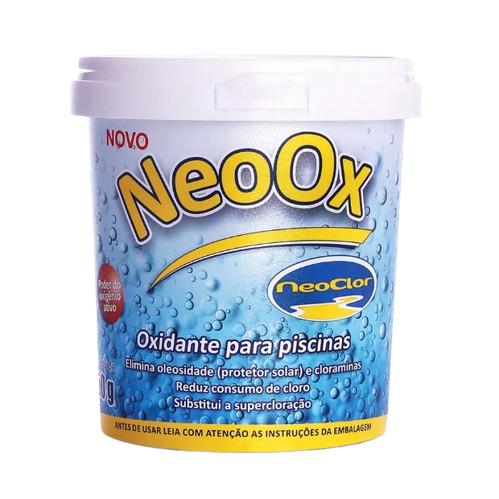 NOVO
NeoOx
NeoClor
Poder do
oxigênio
ativo
Oxidante para piscinas
Elimina oleosidade (protetor solar) e cloraminas
Reduz consumo de cloro
Substitui a supercloração
0 g
ANTES DE USAR LEIA COM ATENÇÃO AS INSTRUÇÕES DA EMBALAGEM